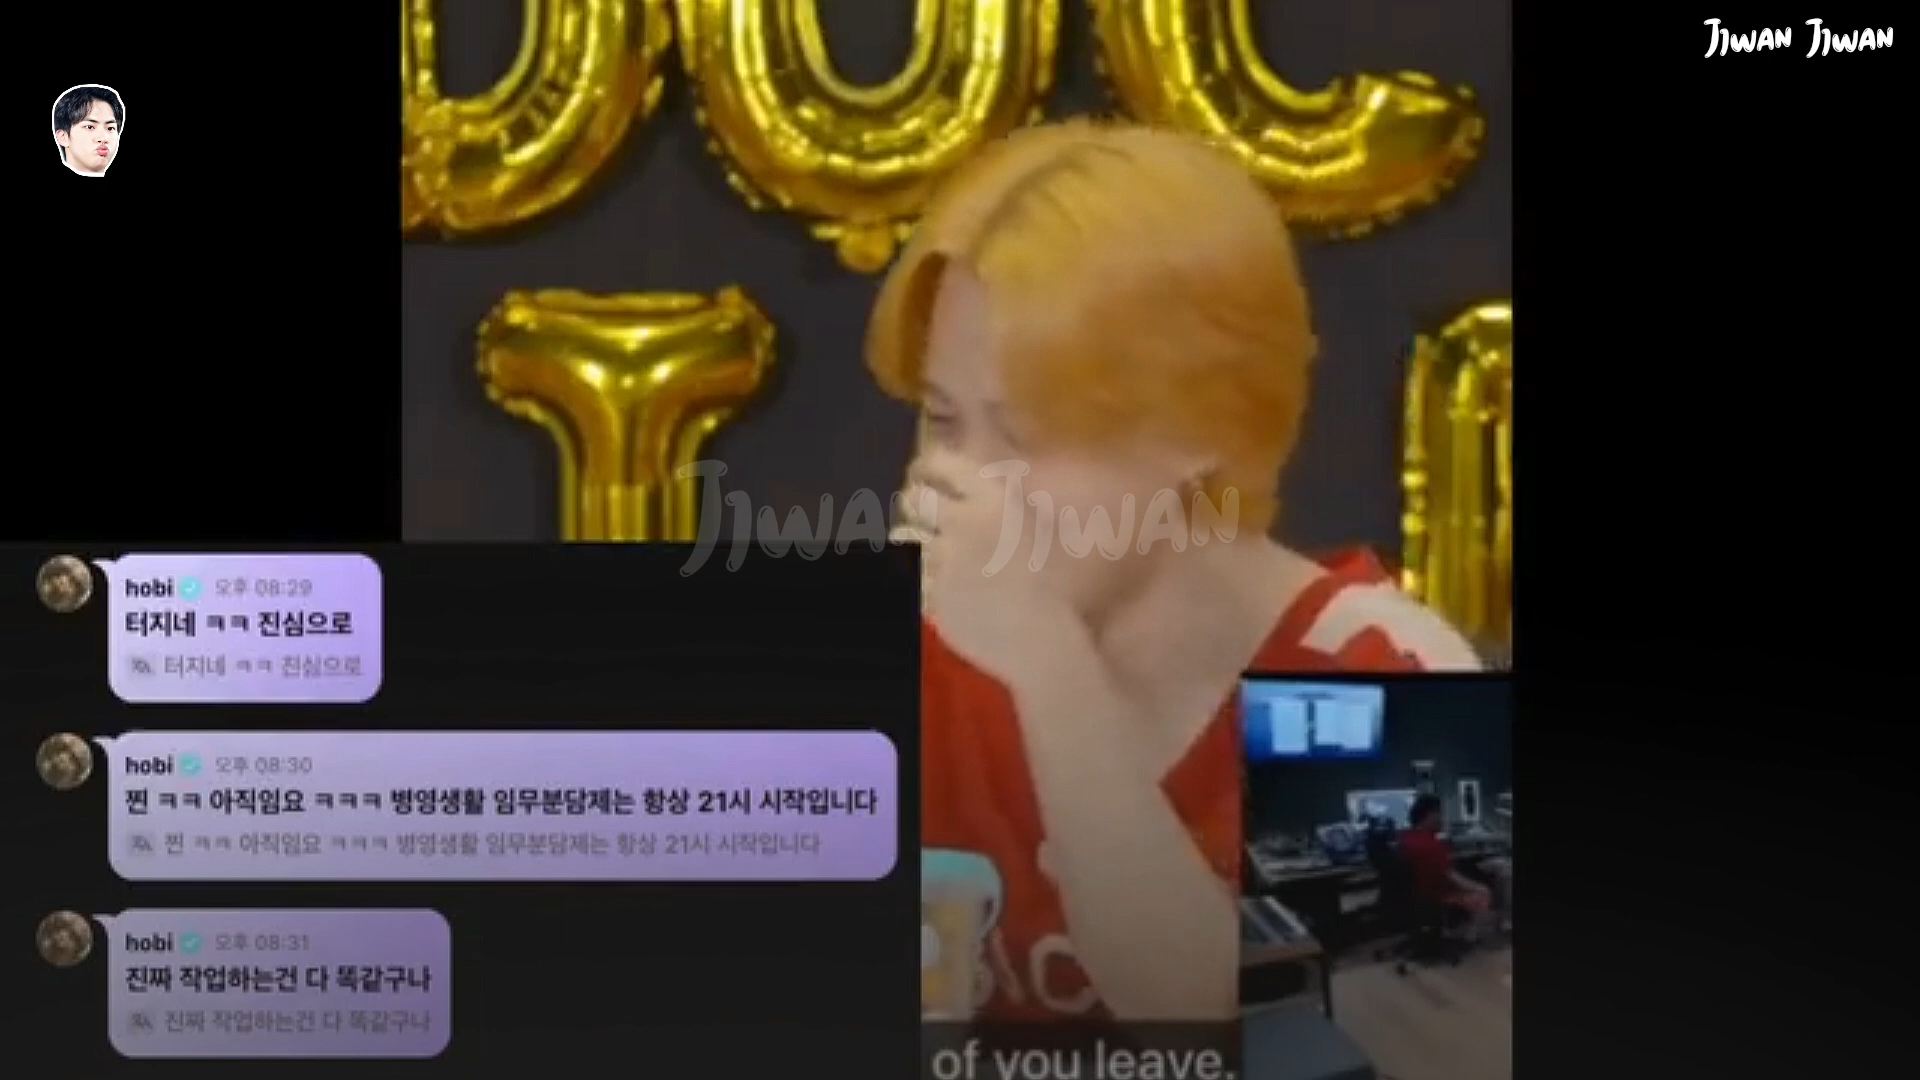 JIWAN JIWAN
JIWAN JIWAN
hobi 오후 08:29
터지네 ㅋㅋ 진심으로
터지네 ㅋㅋ 진심으로
hobi 오후 08:30
찐 ㅋㅋ 아직임요 ㅋㅋㅋ 병영생활 임무분담제는 항상 21시 시작입니다
찐 ㅋㅋ 아직임요 ㅋㅋㅋ 병영생활 임무분담제는 항상 21시 시작입니다
hobi 오후 08:31
진짜 작업하는건 다 똑같구나
진짜 작업하는건 다 똑같구나
of you leave.